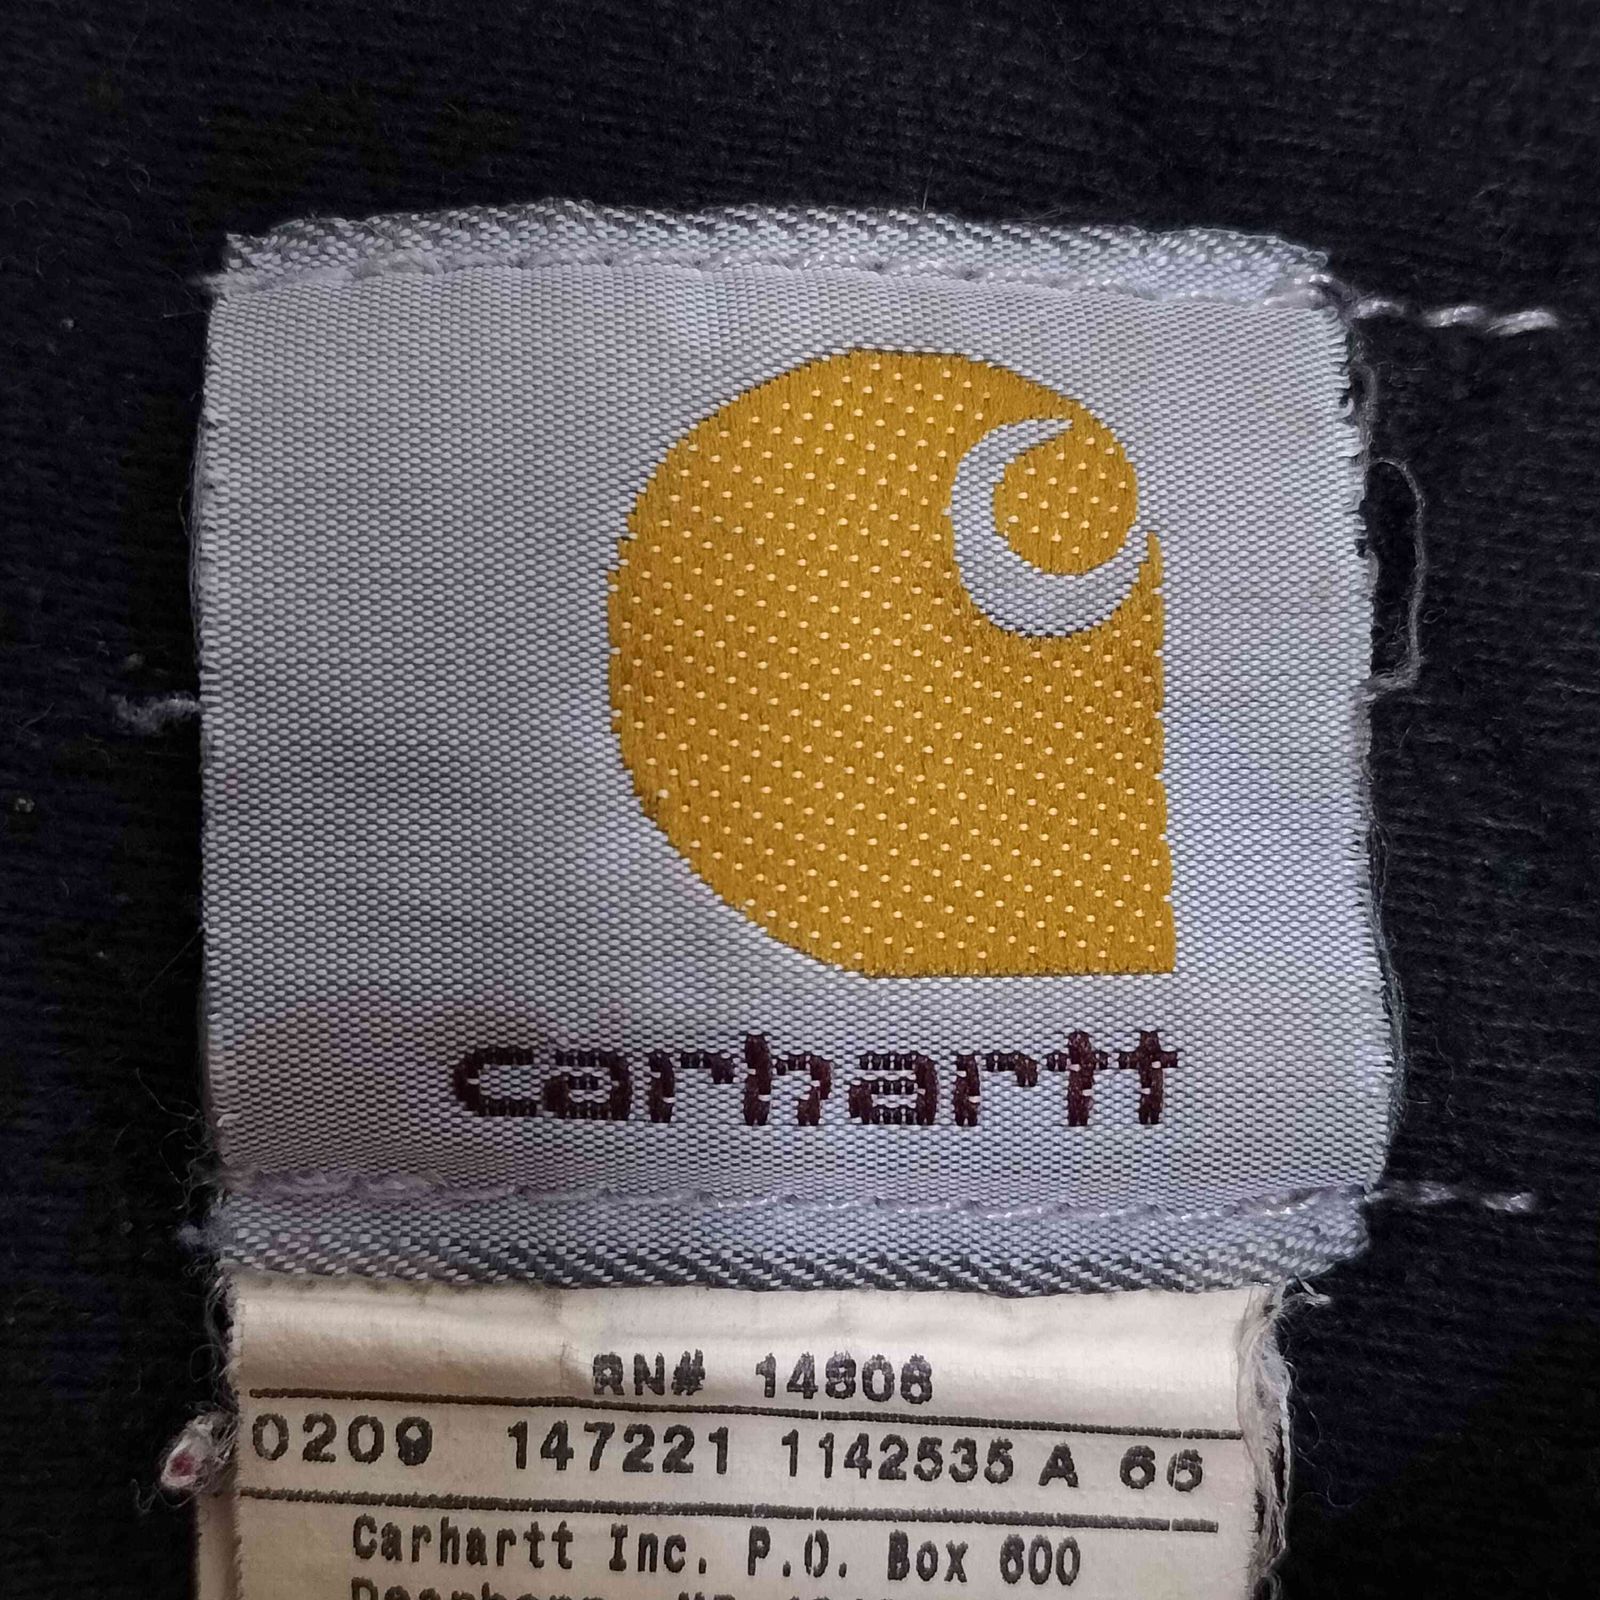 carhartt
RN# 14806
0209 147221 1142535 A 66
Carhartt Inc. P.O. Box 600